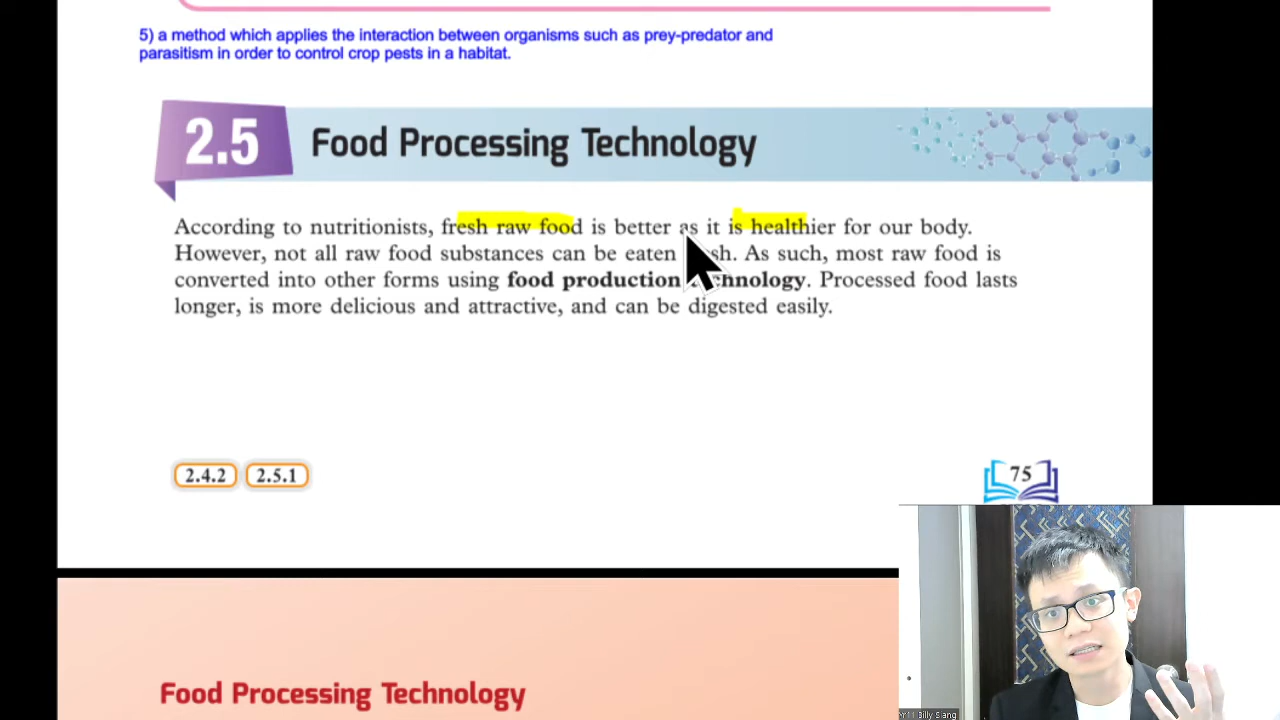 5) a method which applies the interaction between organisms such as prey-predator and
parasitism in order to control crop pests in a habitat.
2.5 Food Processing Technology
According to nutritionists, fresh raw food is better as it is healthier for our body.
However, not all raw food substances can be eaten fresh. As such, most raw food is
converted into other forms using food production technology. Processed food lasts
longer, is more delicious and attractive, and can be digested easily.
2.4.2 2.5.1
75
Billy Siang
Food Processing Technology